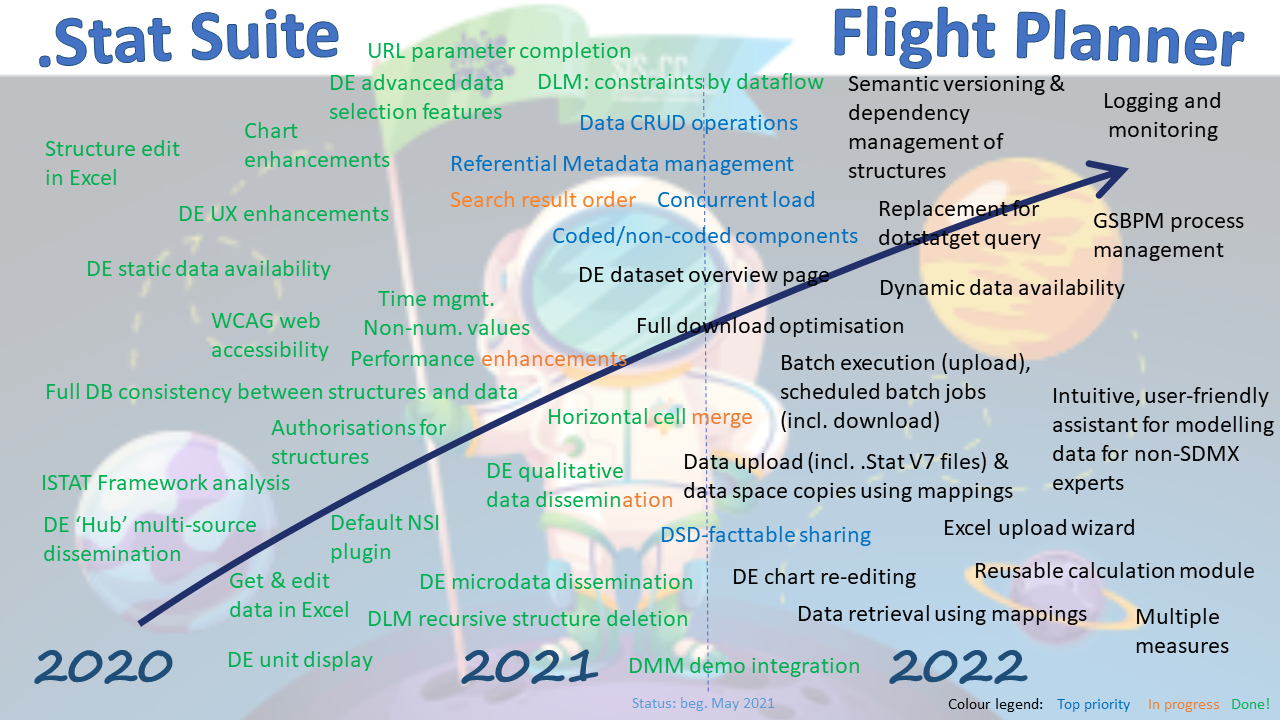 .Stat Suite
Flight Planner
URL parameter completion
DE advanced data
selection features
DLM: constraints by dataflow
SIS-CC
Semantic versioning &
dependency
management of
structures
Logging and
monitoring
Chart
enhancements
Structure edit
in Excel
Data CRUD operations
Referential Metadata management
Search result order
Concurrent load
DE UX enhancements
Coded/non-coded components
Replacement for
dotstatget query
GSBPM process
management
DE static data availability
DE dataset overview page
Dynamic data availability
Time mgmt.
Non-num. values
WCAG web
accessibility
Full download optimisation
Performance enhancements
Batch execution (upload),
scheduled batch jobs
(incl. download)
Full DB consistency between structures and data
Intuitive, user-friendly
assistant for modelling
data for non-SDMX
experts
Authorisations for
structures
Horizontal cell merge
ISTAT Framework analysis
DE qualitative
data dissemination
Data upload (incl. .Stat V7 files) &
data space copies using mappings
DE ‘Hub’ multi-source
dissemination
Default NSI
plugin
DSD-facttable sharing
Excel upload wizard
Get & edit
data in Excel
DE microdata dissemination
DE chart re-editing
Reusable calculation module
DLM recursive structure deletion
Data retrieval using mappings
Multiple
measures
2020
DE unit display
2021
DMM demo integration
2022
Status: beg. May 2021
Colour legend: Top priority In progress Done!